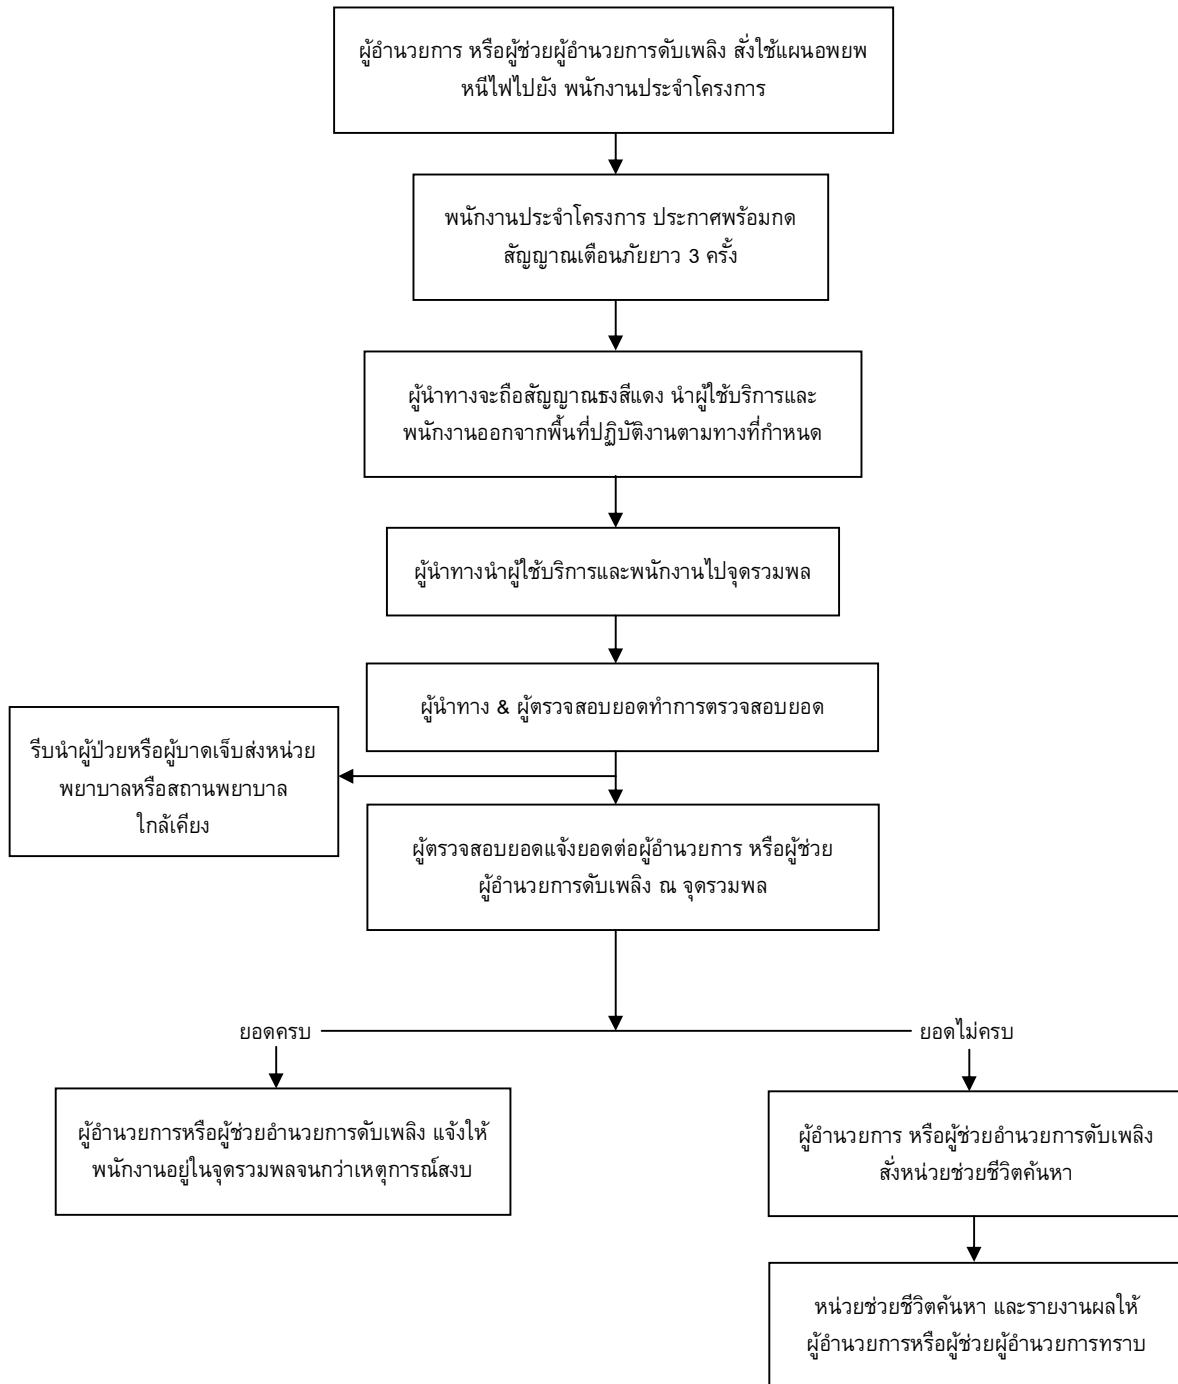 ผู้อำนวยการ หรือผู้ช่วยผู้อำนวยการดับเพลิง สั่งใช้แผนอพยพ
หนีไฟไปยัง พนักงานประจำโครงการ
พนักงานประจำโครงการ ประกาศพร้อมกด
สัญญาณเตือนภัยยาว 3 ครั้ง
ผู้นำทางจะถือสัญญาณธงสีแดง นำผู้ใช้บริการและ
พนักงานออกจากพื้นที่ปฏิบัติงานตามทางที่กำหนด
ผู้นำทางนำผู้ใช้บริการและพนักงานไปจุดรวมพล
ผู้นำทาง & ผู้ตรวจสอบยอดทำการตรวจสอบยอด
รีบนำผู้ป่วยหรือผู้บาดเจ็บส่งหน่วย
พยาบาลหรือสถานพยาบาล
ใกล้เคียง
ผู้ตรวจสอบยอดแจ้งยอดต่อผู้อำนวยการ หรือผู้ช่วย
ผู้อำนวยการดับเพลิง ณ จุดรวมพล
ยอดครบ
ยอดไม่ครบ
ผู้อำนวยการหรือผู้ช่วยอำนวยการดับเพลิง แจ้งให้
พนักงานอยู่ในจุดรวมพลจนกว่าเหตุการณ์สงบ
ผู้อำนวยการ หรือผู้ช่วยอำนวยการดับเพลิง
สั่งหน่วยช่วยชีวิตค้นหา
หน่วยช่วยชีวิตค้นหา และรายงานผลให้
ผู้อำนวยการหรือผู้ช่วยผู้อำนวยการทราบ